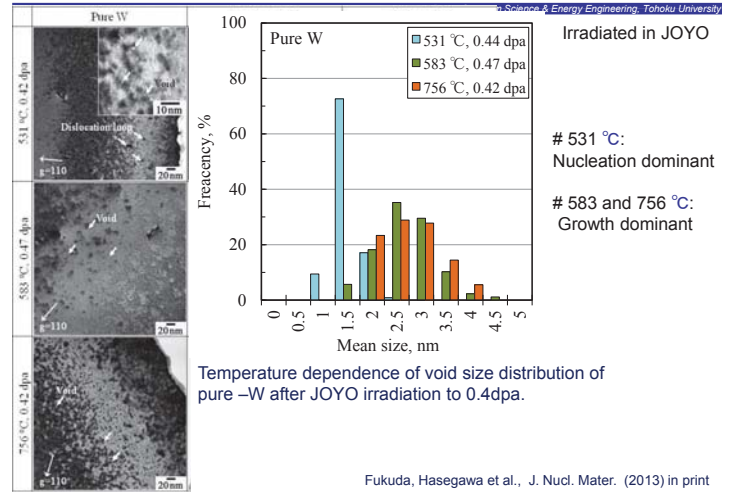 n Science & Energy Engineering, Tohoku University
Pure W
531 ℃, 0.42 dpa
Void
10nm
Dislocation loop
g=110
20nm
583 ℃, 0.47 dpa
Void
g=110
20nm
756 ℃, 0.42 dpa
Void
g=110
20nm
Pure W
531 ℃, 0.44 dpa
583 ℃, 0.47 dpa
756 ℃, 0.42 dpa
Freacency, %
100
80
60
40
20
0
0 0.5 1 1.5 2 2.5 3 3.5 4 4.5 5
Mean size, nm
Irradiated in JOYO
# 531 ℃:
Nucleation dominant
# 583 and 756 ℃:
Growth dominant
Temperature dependence of void size distribution of
pure –W after JOYO irradiation to 0.4dpa.
Fukuda, Hasegawa et al., J. Nucl. Mater. (2013) in print